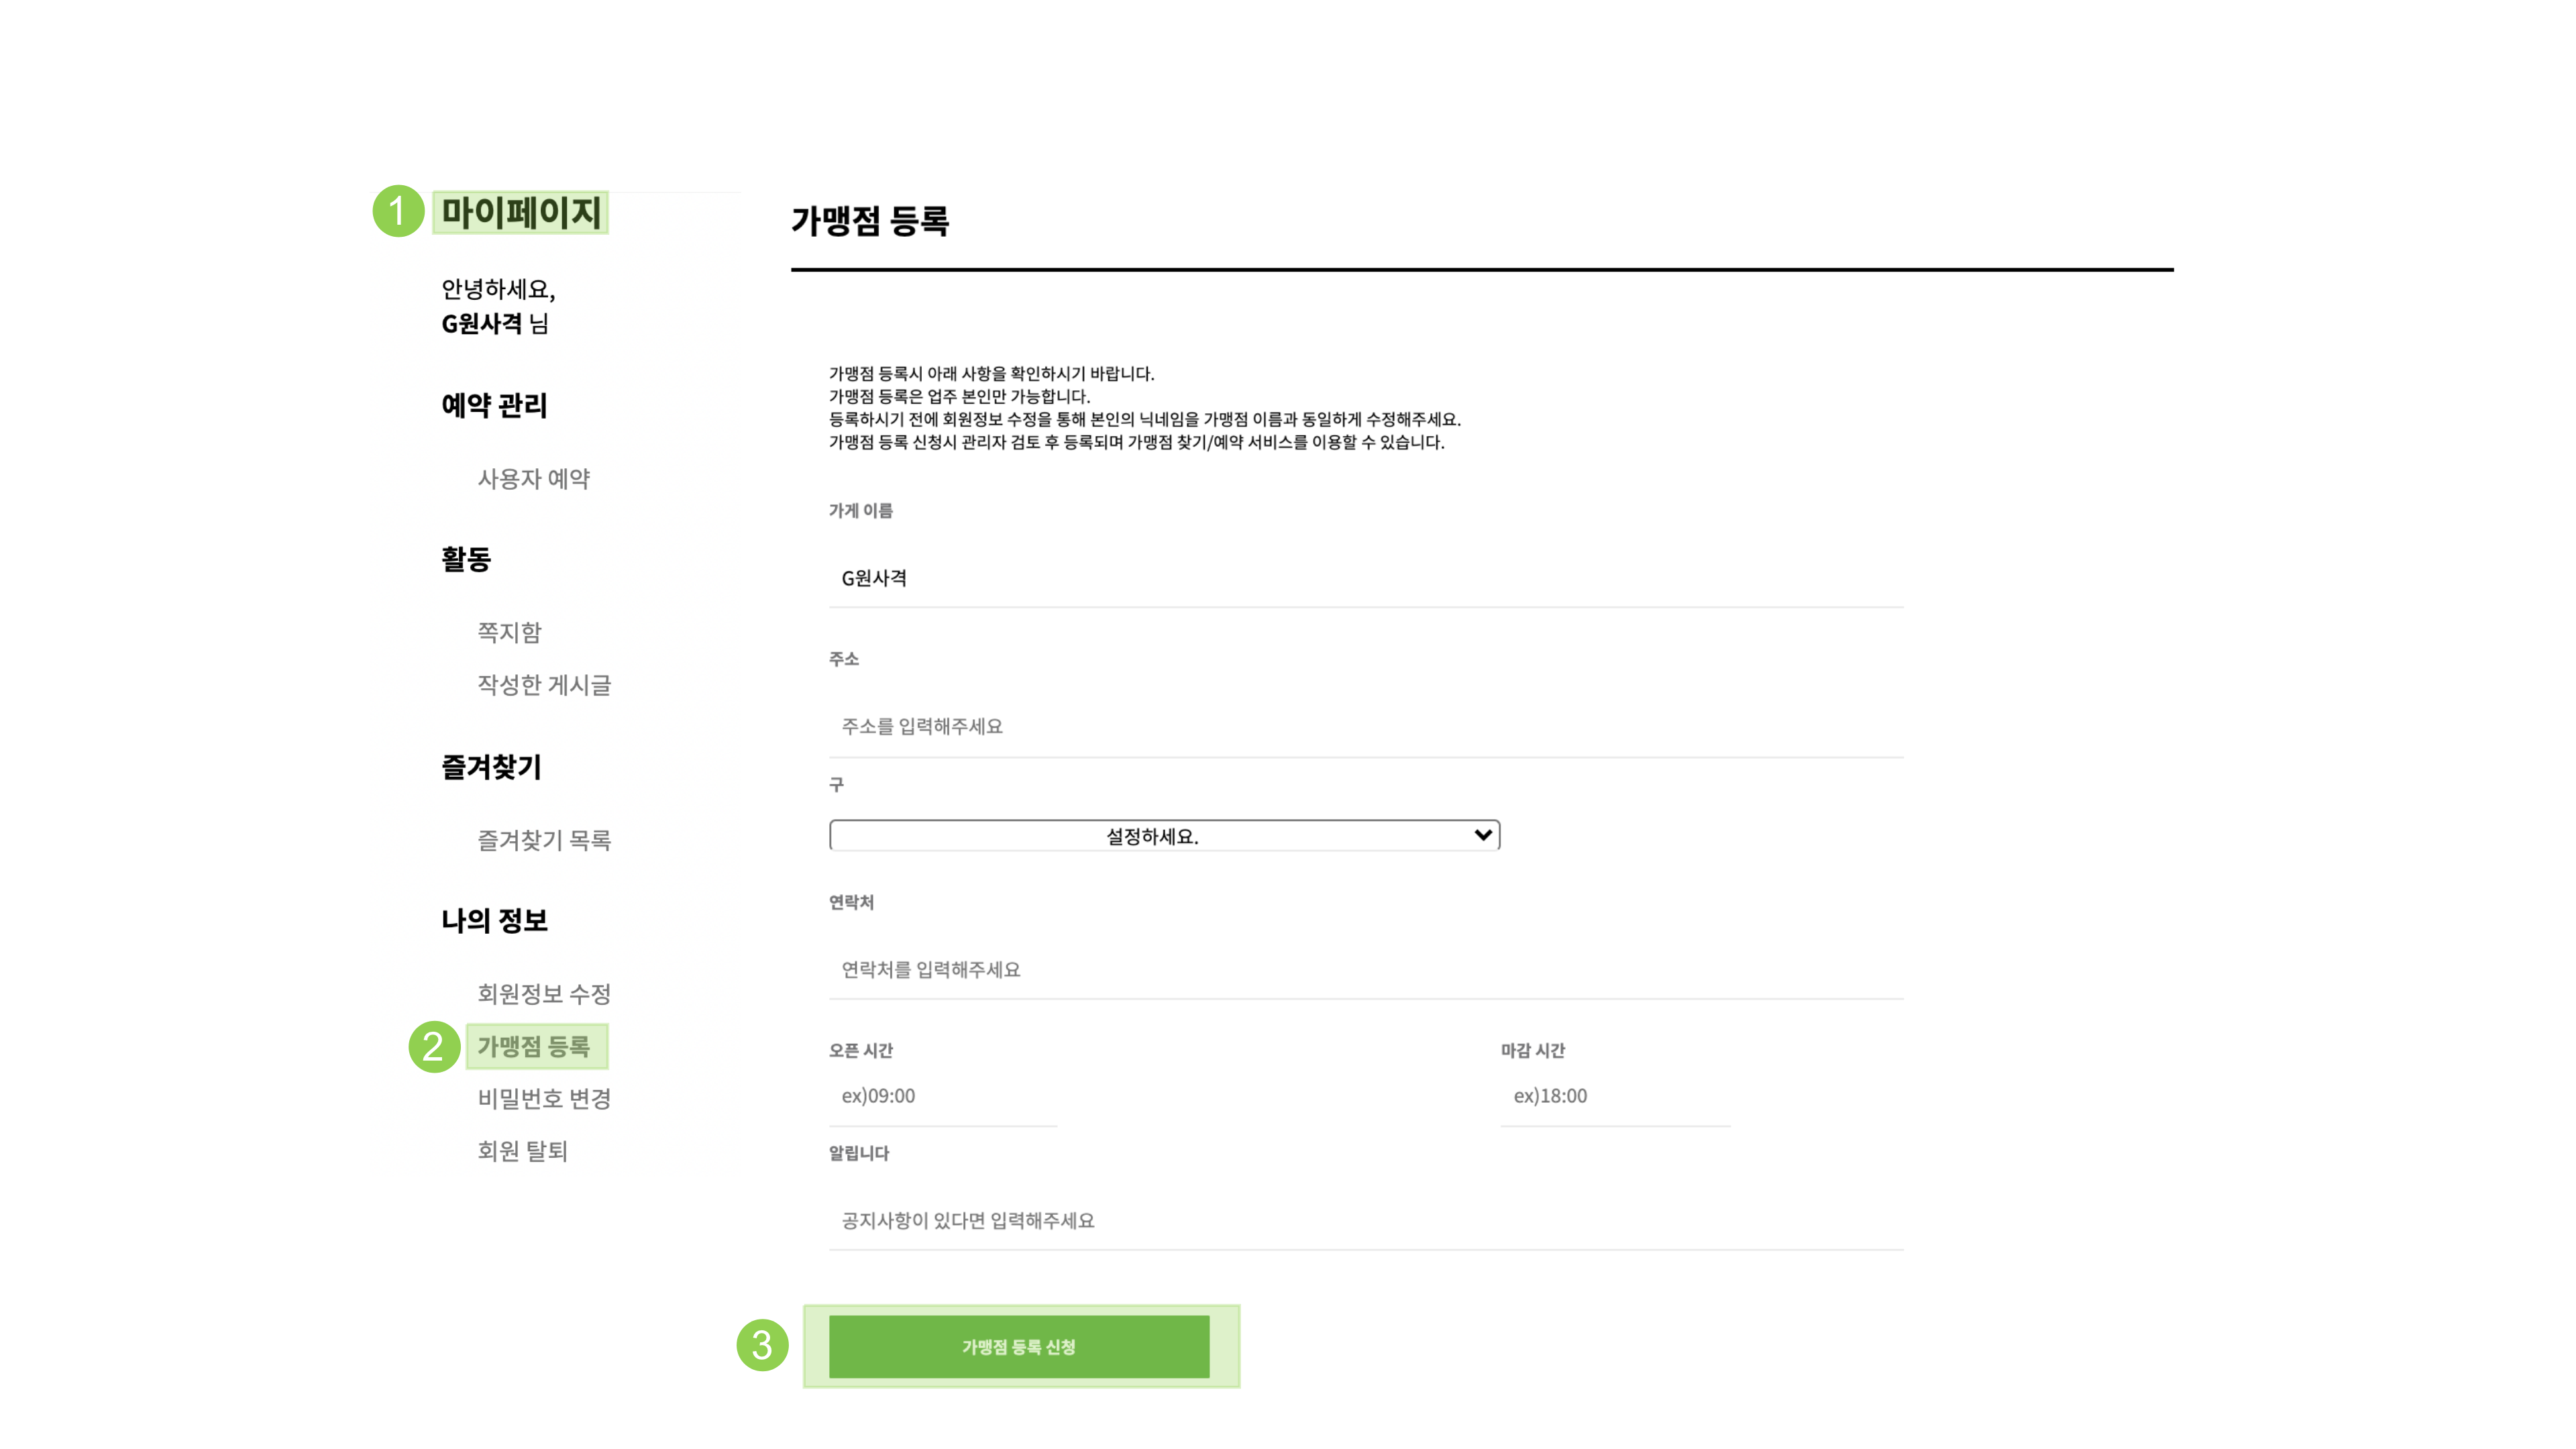 1 마이페이지
안녕하세요,
G원사격 님
예약 관리
사용자 예약
활동
쪽지함
작성한 게시글
즐겨찾기
즐겨찾기 목록
나의 정보
회원정보 수정
2 가맹점 등록
비밀번호 변경
회원 탈퇴
가맹점 등록
가맹점 등록시 아래 사항을 확인하시기 바랍니다.
가맹점 등록은 업주 본인만 가능합니다.
등록하시기 전에 회원정보 수정을 통해 본인의 닉네임을 가맹점 이름과 동일하게 수정해주세요.
가맹점 등록 신청시 관리자 검토 후 등록되며 가맹점 찾기/예약 서비스를 이용할 수 있습니다.
가게 이름
G원사격
주소
주소를 입력해주세요
구
설정하세요.
연락처
연락처를 입력해주세요
오픈 시간 마감 시간
ex)09:00 ex)18:00
알립니다
공지사항이 있다면 입력해주세요
3 가맹점 등록 신청